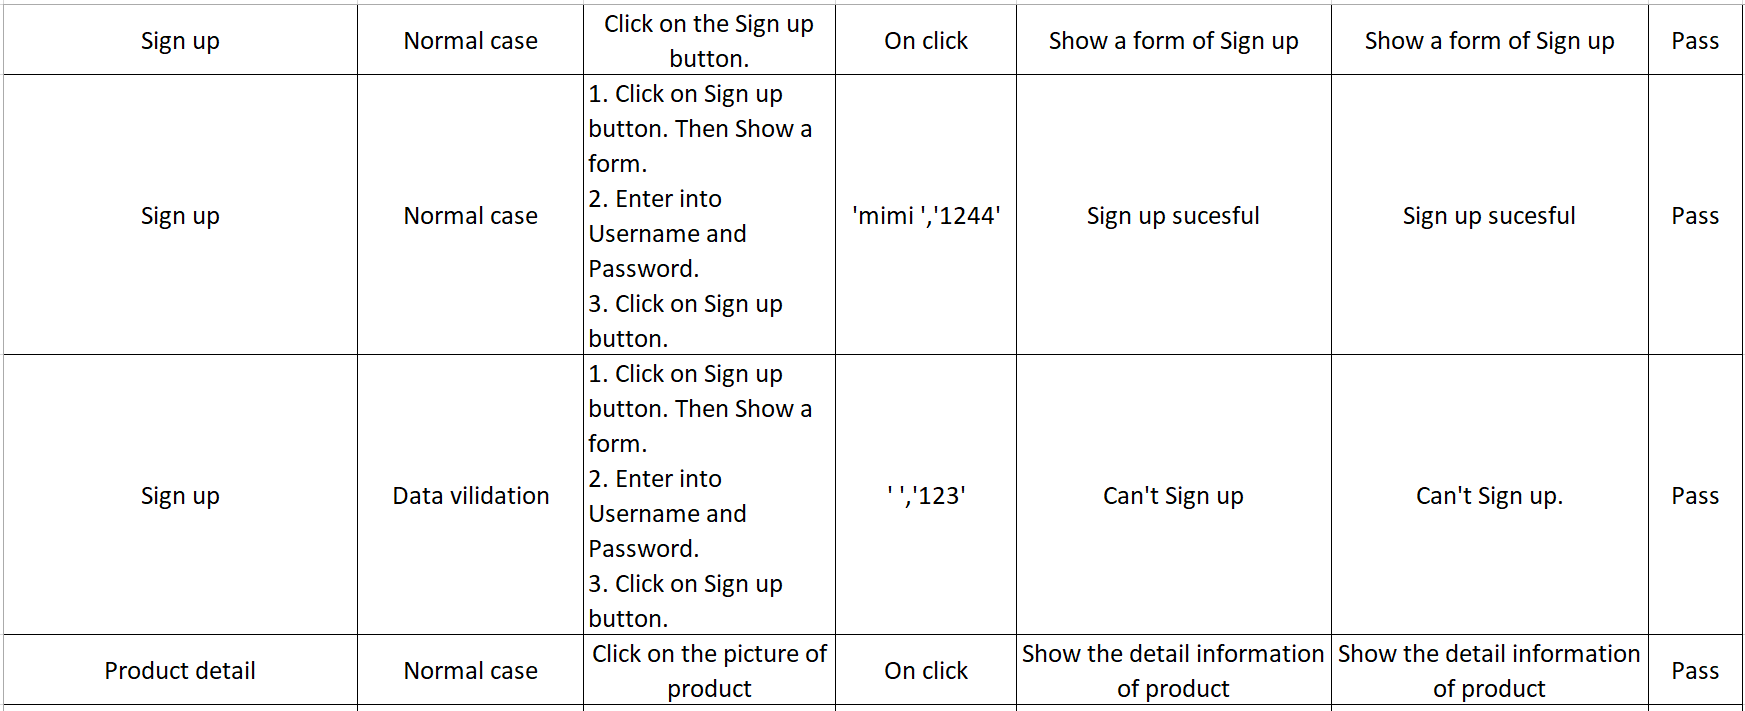 Sign up
Normal case
Click on the Sign up
button.
On click
Show a form of Sign up
Show a form of Sign up
Pass
Sign up
Normal case
1. Click on Sign up
button. Then Show a
form.
2. Enter into
Username and
Password.
3. Click on Sign up
button.
'mimi ','1244'
Sign up sucesful
Sign up sucesful
Pass
Sign up
Data vilidation
1. Click on Sign up
button. Then Show a
form.
2. Enter into
Username and
Password.
3. Click on Sign up
button.
' ','123'
Can't Sign up
Can't Sign up.
Pass
Product detail
Normal case
Click on the picture of
product
On click
Show the detail information
of product
Show the detail information
of product
Pass